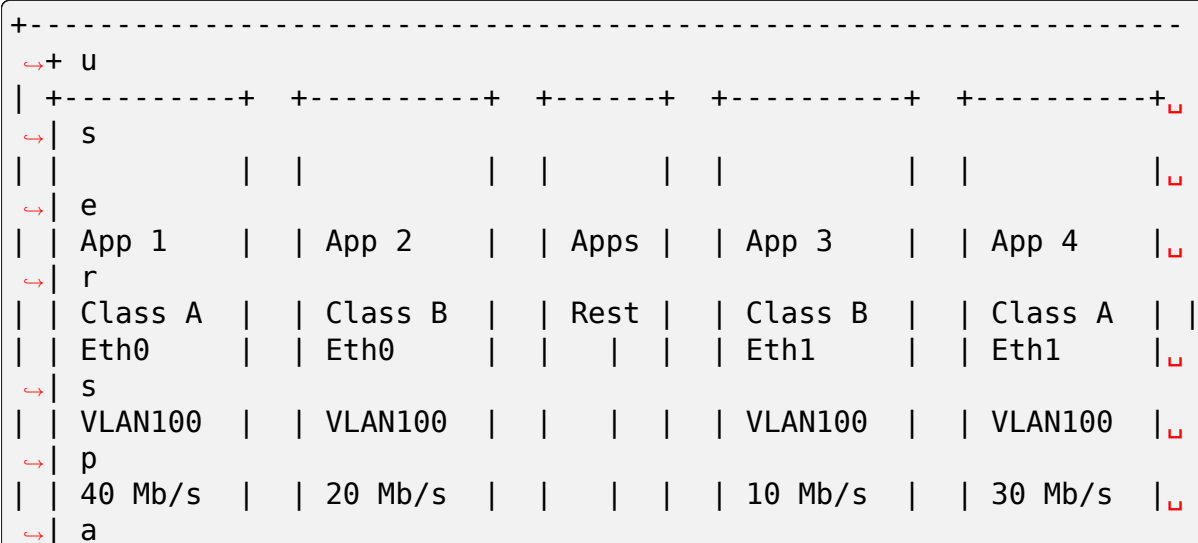 +------------------------------------------------------------------
↪+ u
| +----------+  +----------+  +------+  +----------+  +----------+␣
↪| s
| |          |  |          |  |      |  |          |  |          |␣
↪| e
| | App 1    |  | App 2    |  | Apps |  | App 3    |  | App 4    |␣
↪| r
| | Class A  |  | Class B  |  | Rest |  | Class B  |  | Class A  | |
| | Eth0     |  | Eth0     |  |   |  |  | Eth1     |  | Eth1     |␣
↪| s
| | VLAN100  |  | VLAN100  |  |   |  |  | VLAN100  |  | VLAN100  |␣
↪| p
| | 40 Mb/s  |  | 20 Mb/s  |  |   |  |  | 10 Mb/s  |  | 30 Mb/s  |␣
↪| a